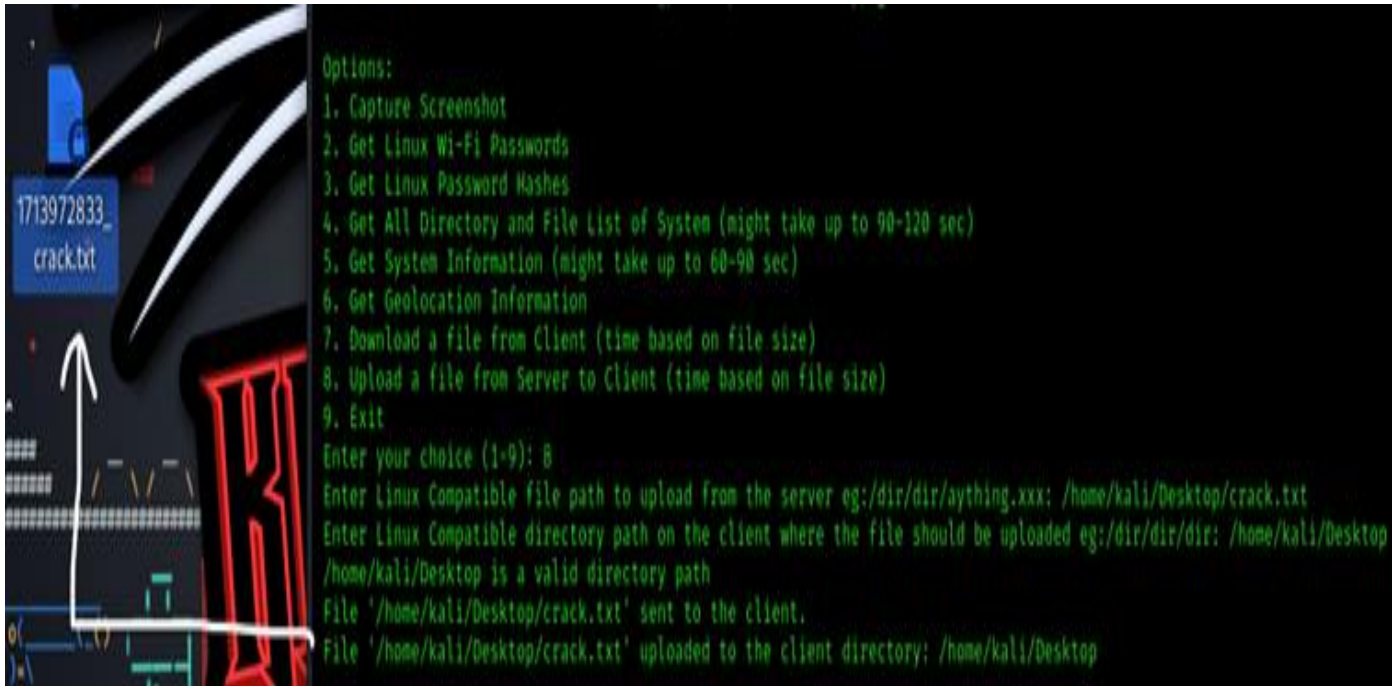 1713972833_
crack.txt
Options:
1. Capture Screenshot
2. Get Linux Wi-Fi Passwords
3. Get Linux Password Hashes
4. Get All Directory and File List of System (might take up to 90-120 sec)
5. Get System Information (might take up to 60-90 sec)
6. Get Geolocation Information
7. Download a file from Client (time based on file size)
8. Upload a file from Server to Client (time based on file size)
9. Exit
Enter your choice (1-9): 8
Enter Linux Compatible file path to upload from the server eg:/dir/dir/aything.xxx: /home/kali/Desktop/crack.txt
Enter Linux Compatible directory path on the client where the file should be uploaded eg:/dir/dir/dir: /home/kali/Desktop
/home/kali/Desktop is a valid directory path
File '/home/kali/Desktop/crack.txt' sent to the client.
File '/home/kali/Desktop/crack.txt' uploaded to the client directory: /home/kali/Desktop